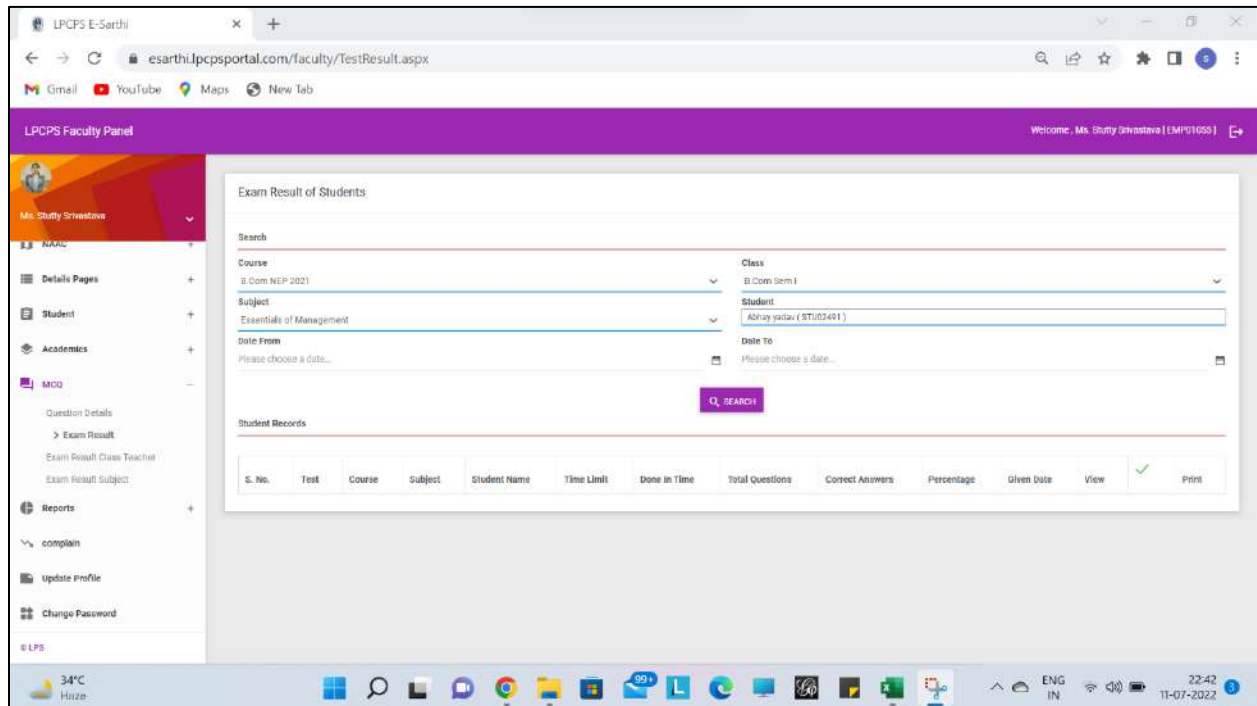 LPCPS E-Sarthi
esarthi.lpcpsportal.com/faculty/TestResult.aspx
S
Gmail YouTube Maps New Tab
LPCPS Faculty Panel
Welcome , Ms. Stutty Srivastava [ EMP01055 ]
Ms. Stutty Srivastava
NAAC
Details Pages
Student
Academics
MCQ
Question Details
> Exam Result
Exam Result Class Teacher
Exam Result Subject
Reports
complain
Update Profile
Change Password
© LPS
Exam Result of Students
Search
Course Class
B.Com NEP 2021 B.Com Sem I
Subject Student
Essentials of Management Abhay yadav ( STU02491 )
Date From Date To
Please choose a date... Please choose a date...
SEARCH
Student Records
S. No. Test Course Subject Student Name Time Limit Done In Time Total Questions Correct Answers Percentage Given Date View Print
34°C
Haze
99+
L
ENG
IN
22:42
11-07-2022
3